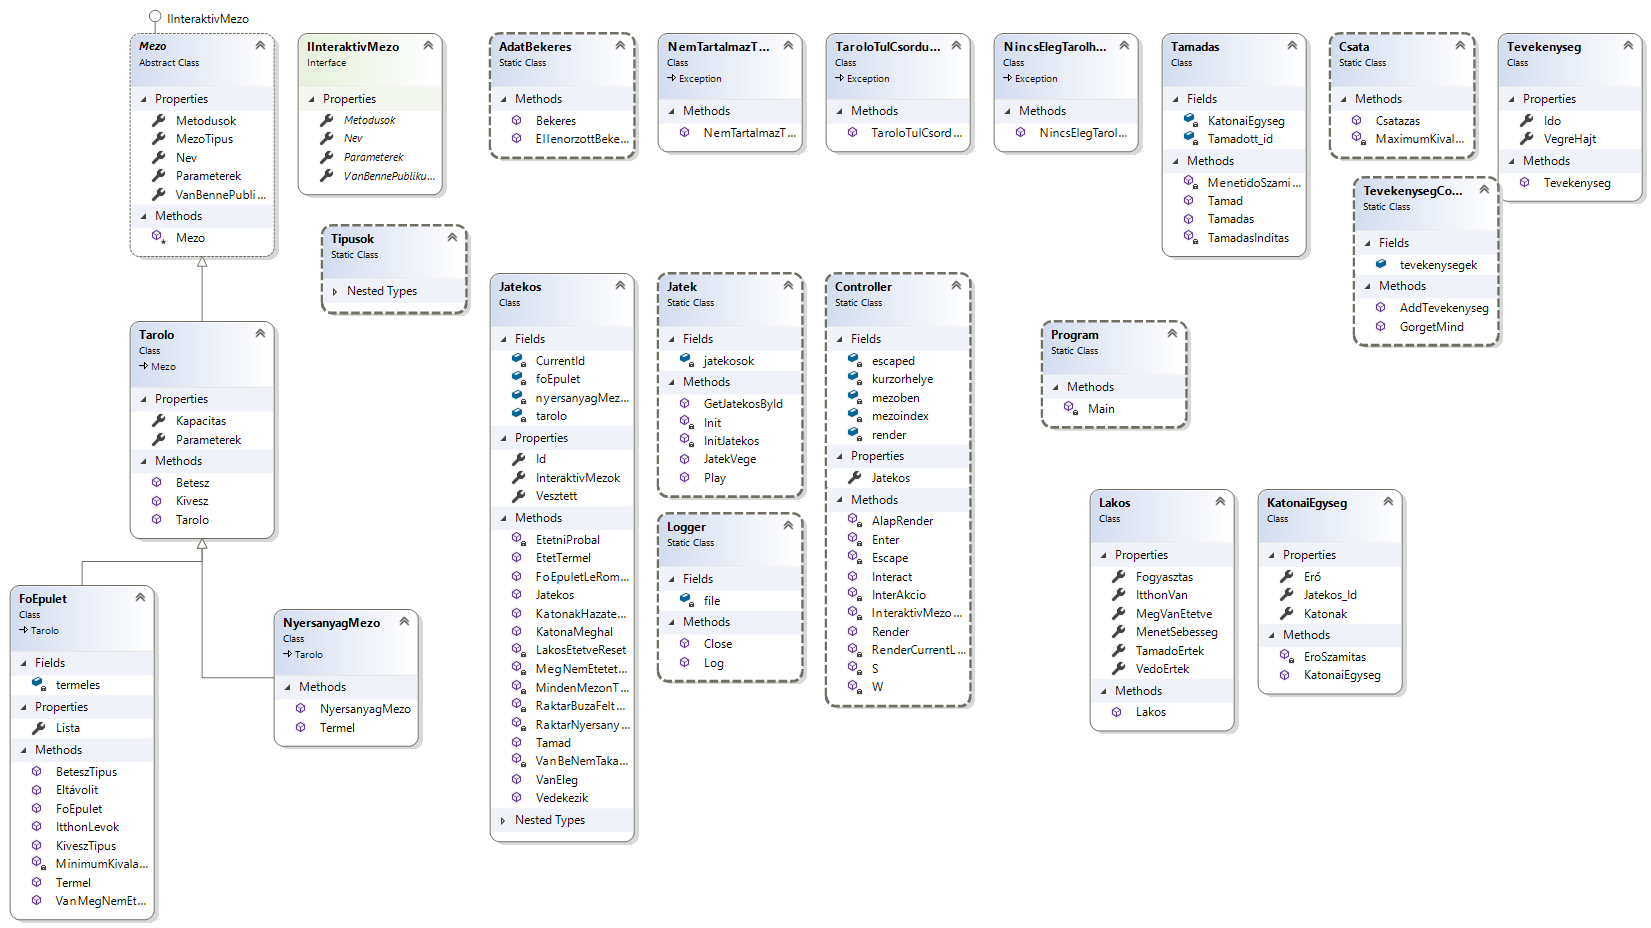 IInteraktivMezo
Mezo
Abstract Class
Properties
Metodusok
MezoTipus
Nev
Parameterek
VanBennePubli...
Methods
Mezo
IInteraktivMezo
Interface
Properties
Metodusok
Nev
Parameterek
VanBennePubliku...
AdatBekeres
Static Class
Methods
Bekeres
EllenorzottBeke...
NemTartalmazT...
Class
Exception
Methods
NemTartalmazT...
TaroloTulCsordu...
Class
Exception
Methods
TaroloTulCsord...
NincsElegTarolh...
Class
Exception
Methods
NincsElegTarol...
Tamadas
Class
Fields
KatonaiEgyseg
Tamadott_id
Methods
MenetidoSzami...
Tamad
Tamadas
TamadasInditas
Csata
Static Class
Methods
Csatazas
MaximumKival...
Tevekenyseg
Class
Properties
Ido
VegreHajt
Methods
Tevekenyseg
TevekenysegCo...
Static Class
Fields
tevekenysegek
Methods
AddTevekenyseg
GorgetMind
Tipusok
Static Class
Nested Types
Tarolo
Class
Mezo
Properties
Kapacitas
Parameterek
Methods
Betesz
Kivesz
Tarolo
Jatekos
Class
Fields
CurrentId
foEpulet
nyersanyagMez...
tarolo
Properties
Id
InteraktivMezok
Vesztett
Methods
EtetniProbal
EtetTermel
FoEpuletLeRom...
Jatekos
KatonakHazate...
KatonaMeghal
LakosEtetveReset
MegNemEtetet...
MindenMezonT...
RaktarBuzaFelt...
RaktarNyersany...
Tamad
VanBeNemTaka...
VanEleg
Vedekezik
Nested Types
Jatek
Static Class
Fields
jatekosok
Methods
GetJatekosById
Init
InitJatekos
JatekVege
Play
Logger
Static Class
Fields
file
Methods
Close
Log
Controller
Static Class
Fields
escaped
kurzorhelye
mezoben
mezoindex
render
Properties
Jatekos
Methods
AlapRender
Enter
Escape
Interact
InterAkcio
InteraktivMezo...
Render
RenderCurrentL...
S
W
Program
Static Class
Methods
Main
Lakos
Class
Properties
Fogyasztas
ItthonVan
MegVanEtetve
MenetSebesseg
TamadoErtek
VedoErtek
Methods
Lakos
KatonaiEgyseg
Class
Properties
Erő
Jatekos_Id
Katonak
Methods
EroSzamitas
KatonaiEgyseg
FoEpulet
Class
Tarolo
Fields
termeles
Properties
Lista
Methods
BeteszTipus
Eltávolit
FoEpulet
ItthonLevok
KiveszTipus
MinimumKivala...
Termel
VanMegNemEt...
NyersanyagMezo
Class
Tarolo
Methods
NyersanyagMezo
Termel